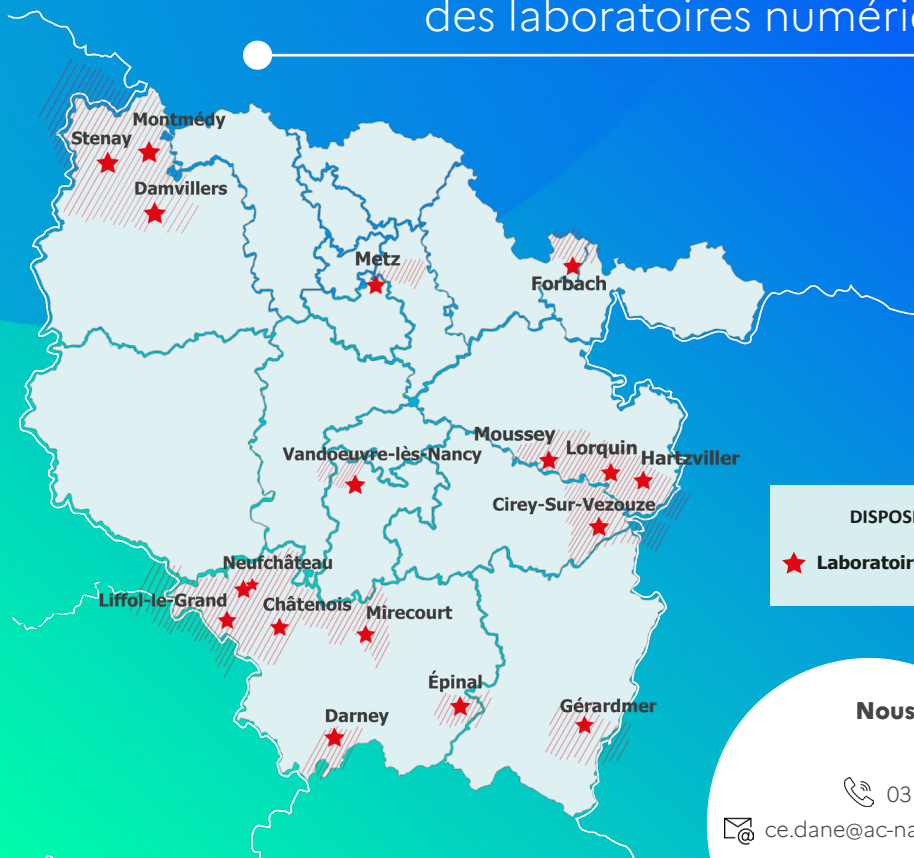 des laboratoires numéri
Montmédy
Stenay
Damvillers
Metz
Forbach
Moussey
Lorquin
Hartzviller
Vandoeuvre-lès-Nancy
Cirey-Sur-Vezouze
Neufchâteau
Liffol-le-Grand
Châtenois
Mirecourt
Épinal
Gérardmer
Darney
DISPOSI
Laboratoir
Nous
03
ce.dane@ac-na